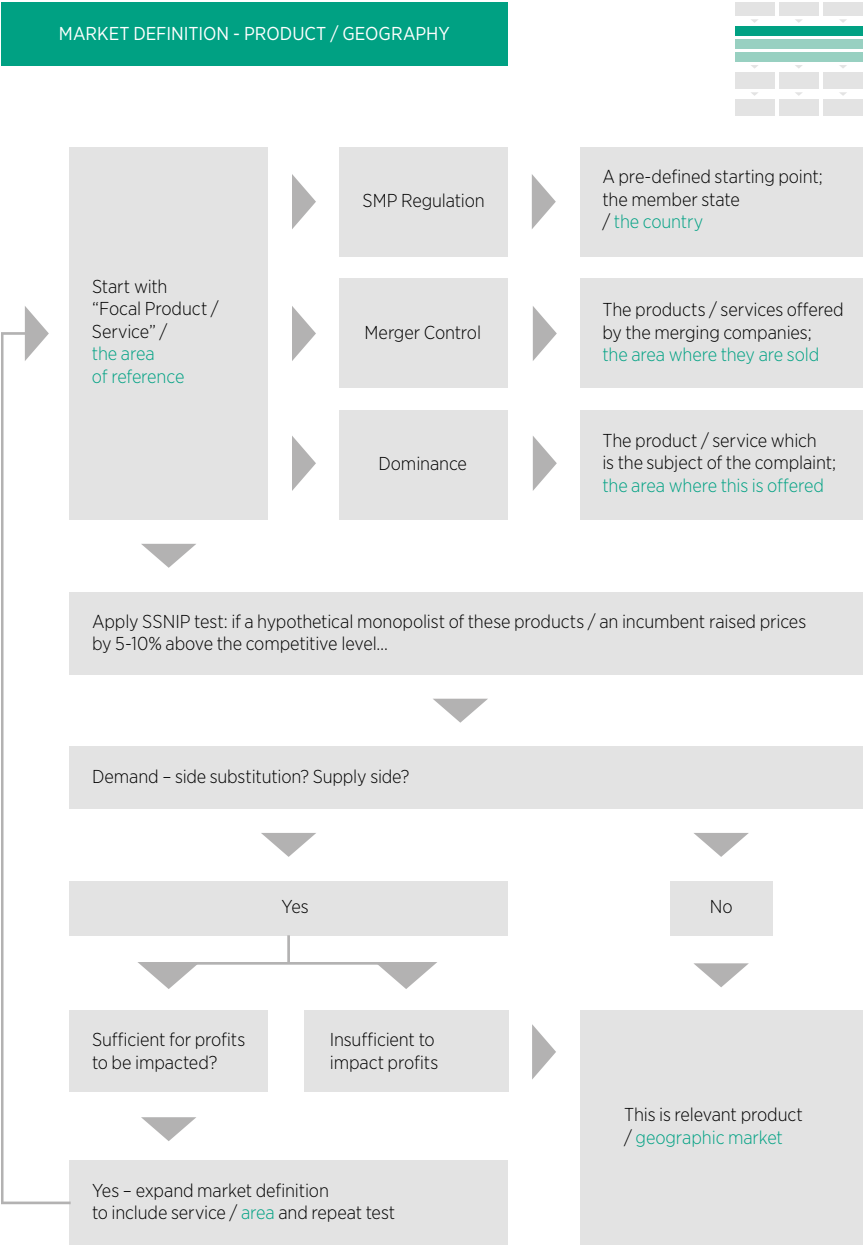 MARKET DEFINITION - PRODUCT / GEOGRAPHY
Start with
“Focal Product /
Service” /
the area
of reference
SMP Regulation
A pre-defined starting point;
the member state
/ the country
Merger Control
The products / services offered
by the merging companies;
the area where they are sold
Dominance
The product / service which
is the subject of the complaint;
the area where this is offered
Apply SSNIP test: if a hypothetical monopolist of these products / an incumbent raised prices
by 5-10% above the competitive level...
Demand – side substitution? Supply side?
Yes
No
Sufficient for profits
to be impacted?
Insufficient to
impact profits
This is relevant product
/ geographic market
Yes – expand market definition
to include service / area and repeat test